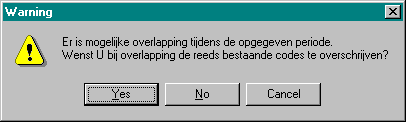 Warning
Er is mogelijke overlapping tijdens de opgegeven periode.
Wenst U bij overlapping de reeds bestaande codes te overschrijven?
Yes No Cancel